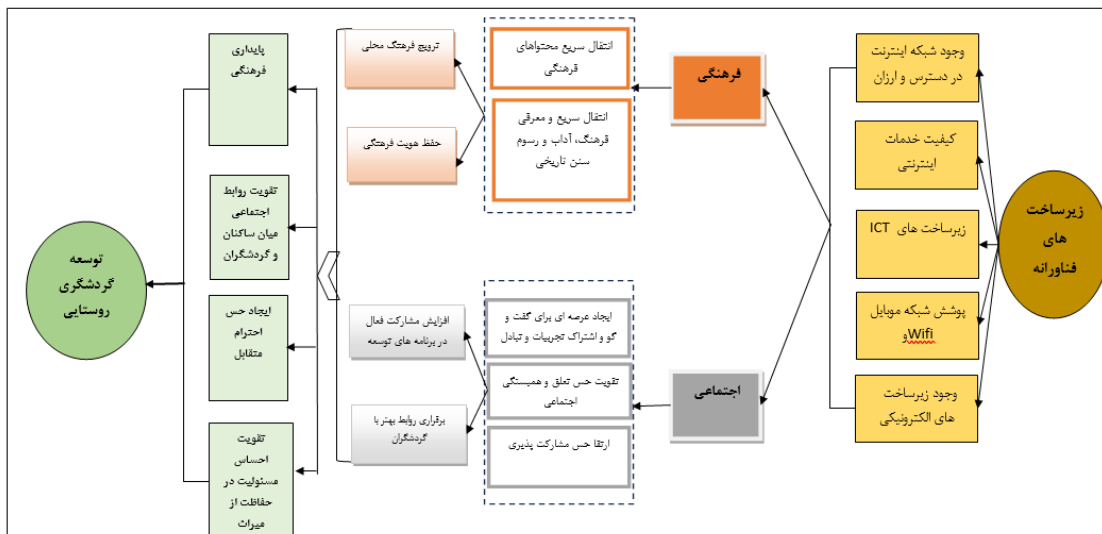 زیرساخت
های
فناورانه
وجود شبکه اینترنت
در دسترس و ارزان
کیفیت خدمات
اینترنتی
زیرساخت های ICT
پوشش شبکه موبایل
وWifi
وجود زیرساخت
های الکترونیکی
فرهنگی
اجتماعی
انتقال سریع محتواهای
فرهنگی
انتقال سریع و معرفی
فرهنگ، آداب و رسوم
سنن تاریخی
ایجاد عرصه ای برای گفت و
گو و اشتراک تجربیات و تبادل
تقویت حس تعلق و همبستگی
اجتماعی
ارتقا حس مشارکت پذیری
ترویج فرهنگ محلی
حفظ هویت فرهنگی
افزایش مشارکت فعال
در برنامه های توسعه
برقراری روابط بهتر با
گردشگران
پایداری
فرهنگی
تقویت روابط
اجتماعی
میان ساکنان
و گردشگران
ایجاد حس
احترام
متقابل
تقویت
احساس
مسئولیت در
حفاظت از
میراث
توسعه
گردشگری
روستایی